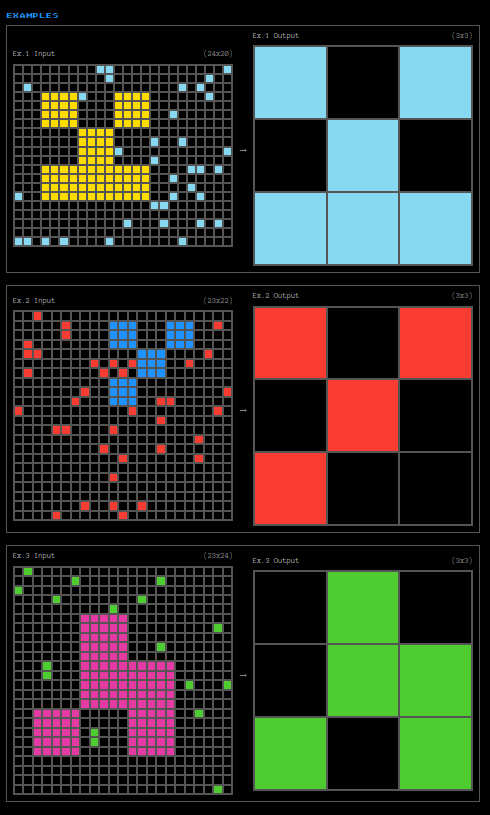 EXAMPLES
Ex.1 Input (24x20)
Ex.1 Output (3x3)
→
Ex.2 Input (23x22)
Ex.2 Output (3x3)
→
Ex.3 Input (23x24)
Ex.3 Output (3x3)
→